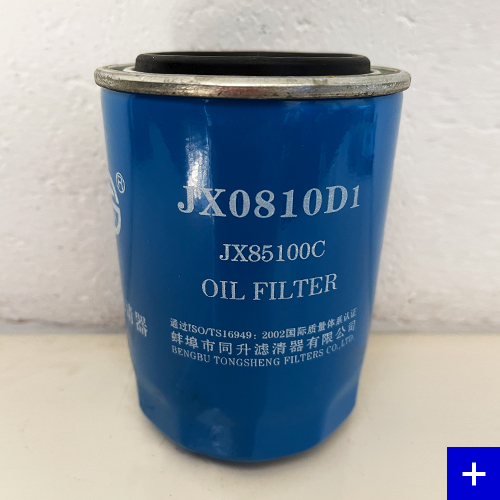 JX0810D1
JX85100C
OIL FILTER
通过ISO/TS16949：2002国际质量体系认证
蚌埠市同升滤清器有限公司
BENGBU TONGSHENG FILTERS CO.,LTD.
清器
®